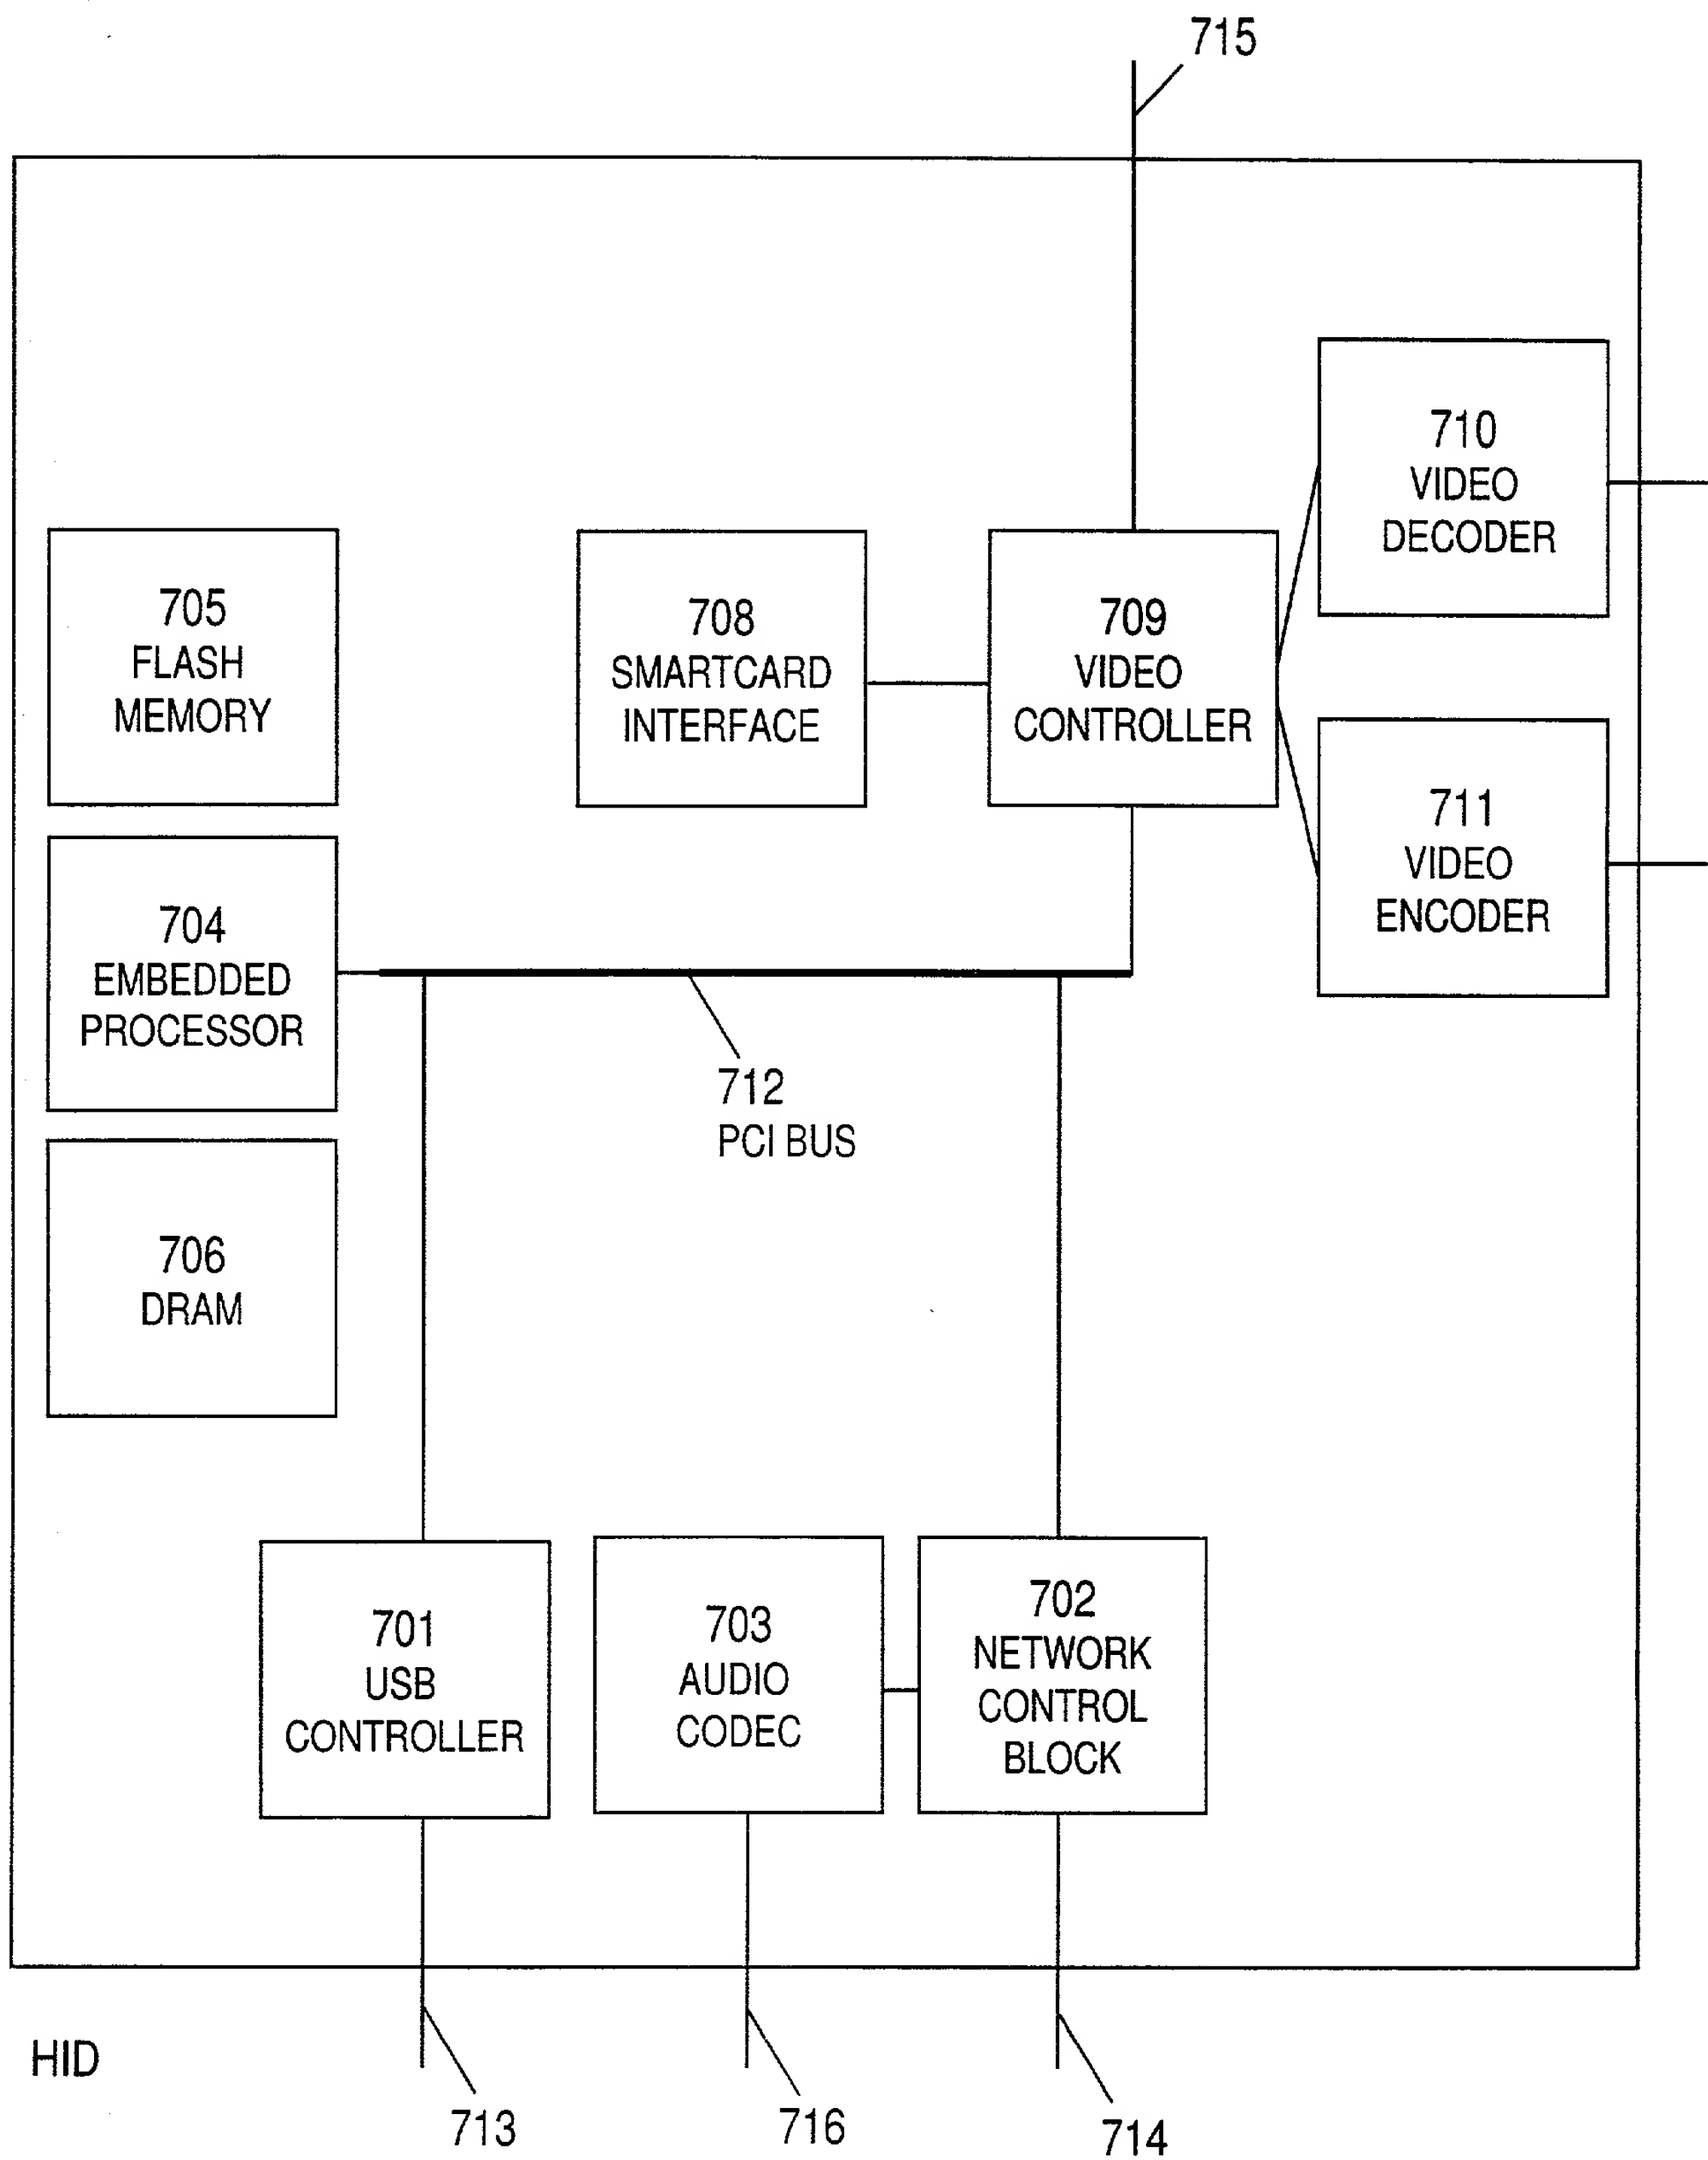 715
710
VIDEO
DECODER
705
FLASH
MEMORY
708
SMARTCARD
INTERFACE
709
VIDEO
CONTROLLER
711
VIDEO
ENCODER
704
EMBEDDED
PROCESSOR
712
PCI BUS
706
DRAM
701
USB
CONTROLLER
703
AUDIO
CODEC
702
NETWORK
CONTROL
BLOCK
HID
713
716
714